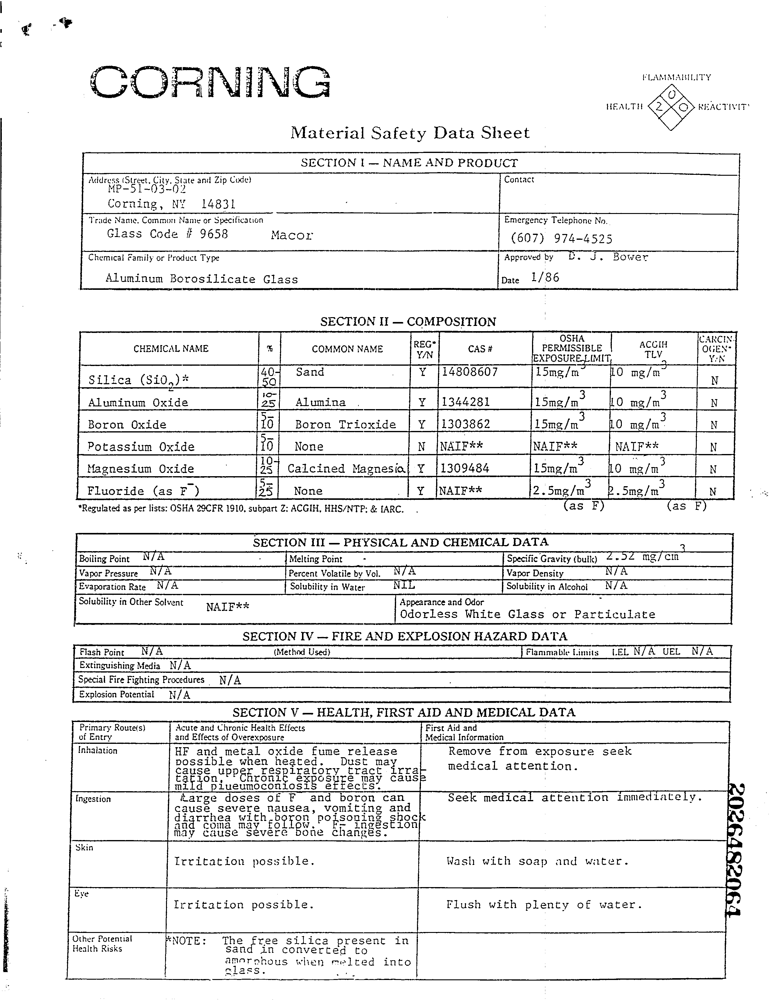 CORNING
FLAMMABILITY
0
HEALTH 2 0 REACTIVIT
Material Safety Data Sheet
SECTION I — NAME AND PRODUCT
Address (Street, City, State and Zip Code) Contact
MP-51-03-02
Corning, NY 14831
Trade Name, Common Name or Specification Emergency Telephone No.
Glass Code # 9658 Macor (607) 974-4525
Chemical Family or Product Type Approved by D. J. Bower
Aluminum Borosilicate Glass Date 1/86
SECTION II — COMPOSITION
CHEMICAL NAME % COMMON NAME REG* Y/N CAS # OSHA PERMISSIBLE EXPOSURE LIMIT ACGIH TLV CARCIN- OGEN* Y/N
Silica (SiO2)* 40-50 Sand Y 14808607 15mg/m3 10 mg/m3 N
Aluminum Oxide 10-25 Alumina Y 1344281 15mg/m3 10 mg/m3 N
Boron Oxide 5-10 Boron Trioxide Y 1303862 15mg/m3 10 mg/m3 N
Potassium Oxide 5-10 None N NAIF** NAIF** NAIF** N
Magnesium Oxide 10-25 Calcined Magnesia Y 1309484 15mg/m3 10 mg/m3 N
Fluoride (as F-) 5-25 None Y NAIF** 2.5mg/m3 2.5mg/m3 N
*Regulated as per lists: OSHA 29CFR 1910, subpart Z; ACGIH, HHS/NTP; & IARC. (as F) (as F)
SECTION III — PHYSICAL AND CHEMICAL DATA
Boiling Point N/A Melting Point - Specific Gravity (bulk) 2.52 mg/cm3
Vapor Pressure N/A Percent Volatile by Vol. N/A Vapor Density N/A
Evaporation Rate N/A Solubility in Water NIL Solubility in Alcohol N/A
Solubility in Other Solvent NAIF** Appearance and Odor
Odorless White Glass or Particulate
SECTION IV — FIRE AND EXPLOSION HAZARD DATA
Flash Point N/A (Method Used) Flammable Limits LEL N/A UEL N/A
Extinguishing Media N/A
Special Fire Fighting Procedures N/A
Explosion Potential N/A
SECTION V — HEALTH, FIRST AID AND MEDICAL DATA
Primary Route(s) of Entry Acute and Chronic Health Effects and Effects of Overexposure First Aid and Medical Information
Inhalation HF and metal oxide fume release Remove from exposure seek
possible when heated. Dust may medical attention.
cause upper respiratory tract irra-
tation. Chronic exposure may cause
mild piueumoconiosis effects.
Ingestion Large doses of F- and boron can Seek medical attention immediately.
cause severe nausea, vomiting and
diarrhea with boron poisoning shock
and coma may follow. F- ingestion
may cause severe bone changes.
Skin
Irritation possible. Wash with soap and water.
Eye
Irritation possible. Flush with plenty of water.
Other Potential Health Risks *NOTE: The free silica present in
sand in converted to
amorphous when melted into
glass.
2026482064